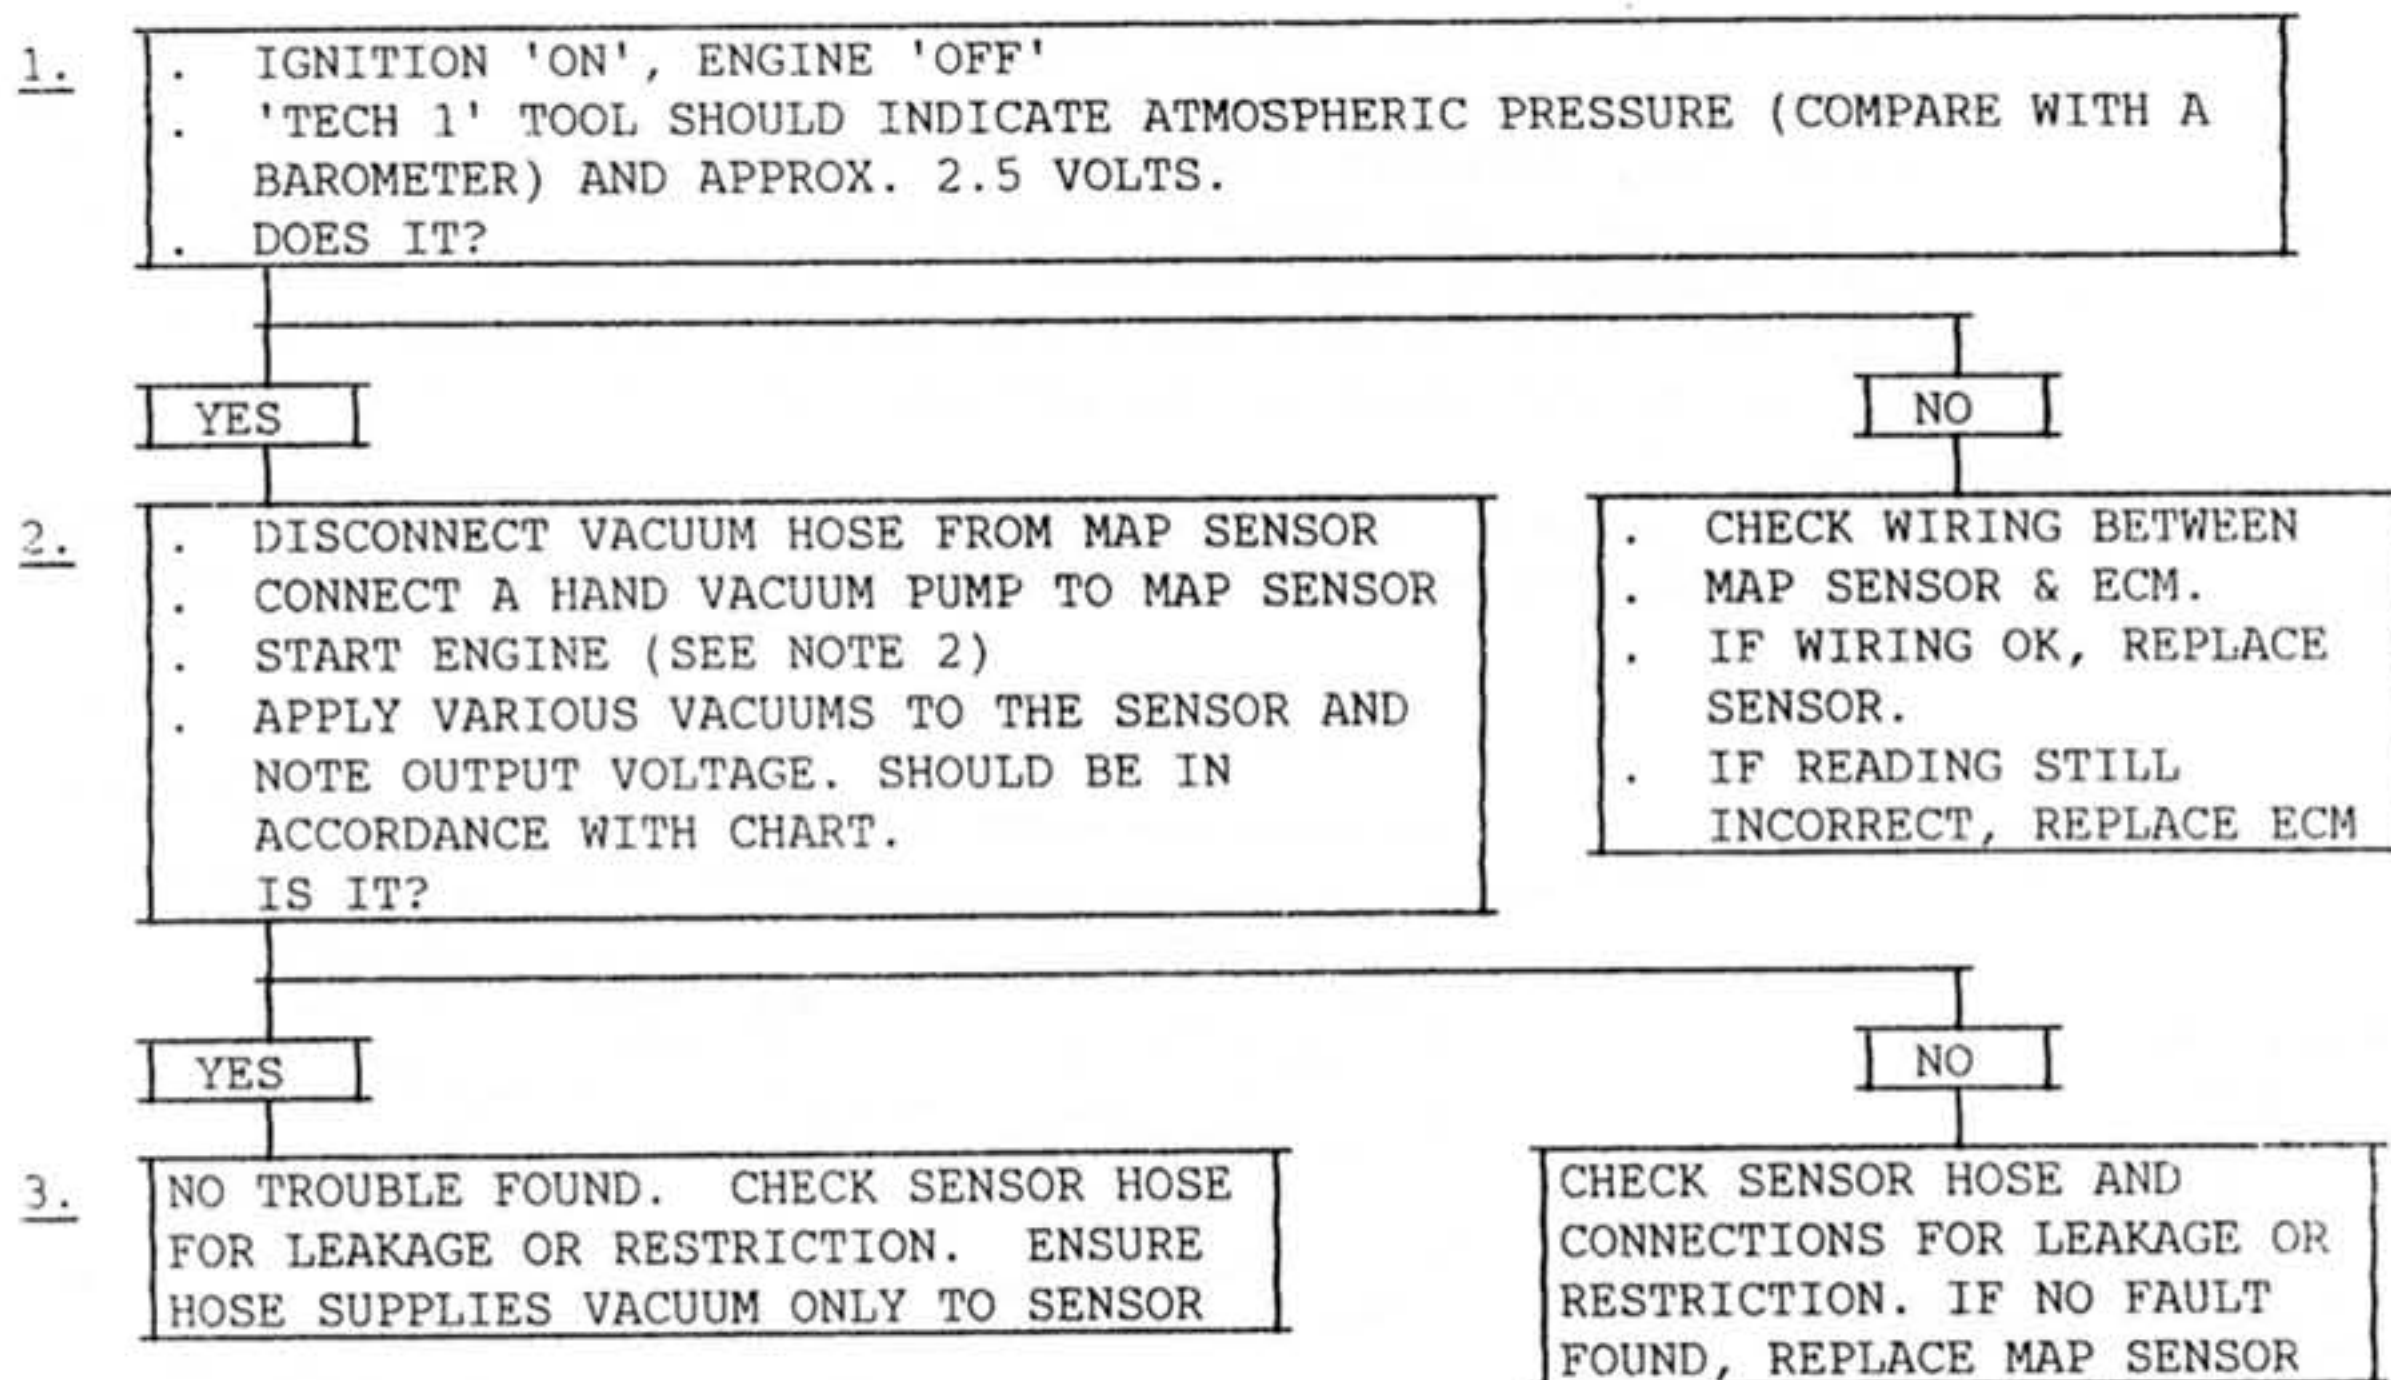 1.
. IGNITION 'ON', ENGINE 'OFF'
. 'TECH 1' TOOL SHOULD INDICATE ATMOSPHERIC PRESSURE (COMPARE WITH A
BAROMETER) AND APPROX. 2.5 VOLTS.
. DOES IT?
YES
NO
2.
. DISCONNECT VACUUM HOSE FROM MAP SENSOR
. CONNECT A HAND VACUUM PUMP TO MAP SENSOR
. START ENGINE (SEE NOTE 2)
. APPLY VARIOUS VACUUMS TO THE SENSOR AND
NOTE OUTPUT VOLTAGE. SHOULD BE IN
ACCORDANCE WITH CHART.
IS IT?
. CHECK WIRING BETWEEN
. MAP SENSOR & ECM.
. IF WIRING OK, REPLACE
SENSOR.
. IF READING STILL
INCORRECT, REPLACE ECM
YES
NO
3.
NO TROUBLE FOUND. CHECK SENSOR HOSE
FOR LEAKAGE OR RESTRICTION. ENSURE
HOSE SUPPLIES VACUUM ONLY TO SENSOR
CHECK SENSOR HOSE AND
CONNECTIONS FOR LEAKAGE OR
RESTRICTION. IF NO FAULT
FOUND, REPLACE MAP SENSOR